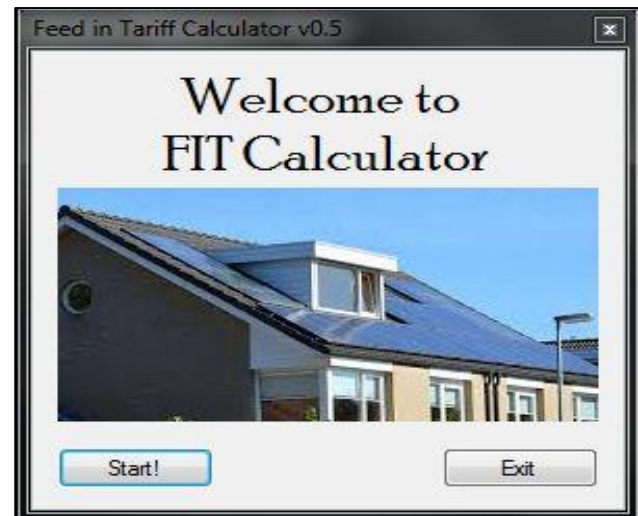 Feed in Tariff Calculator v0.5
Welcome to
FIT Calculator
Start!
Exit